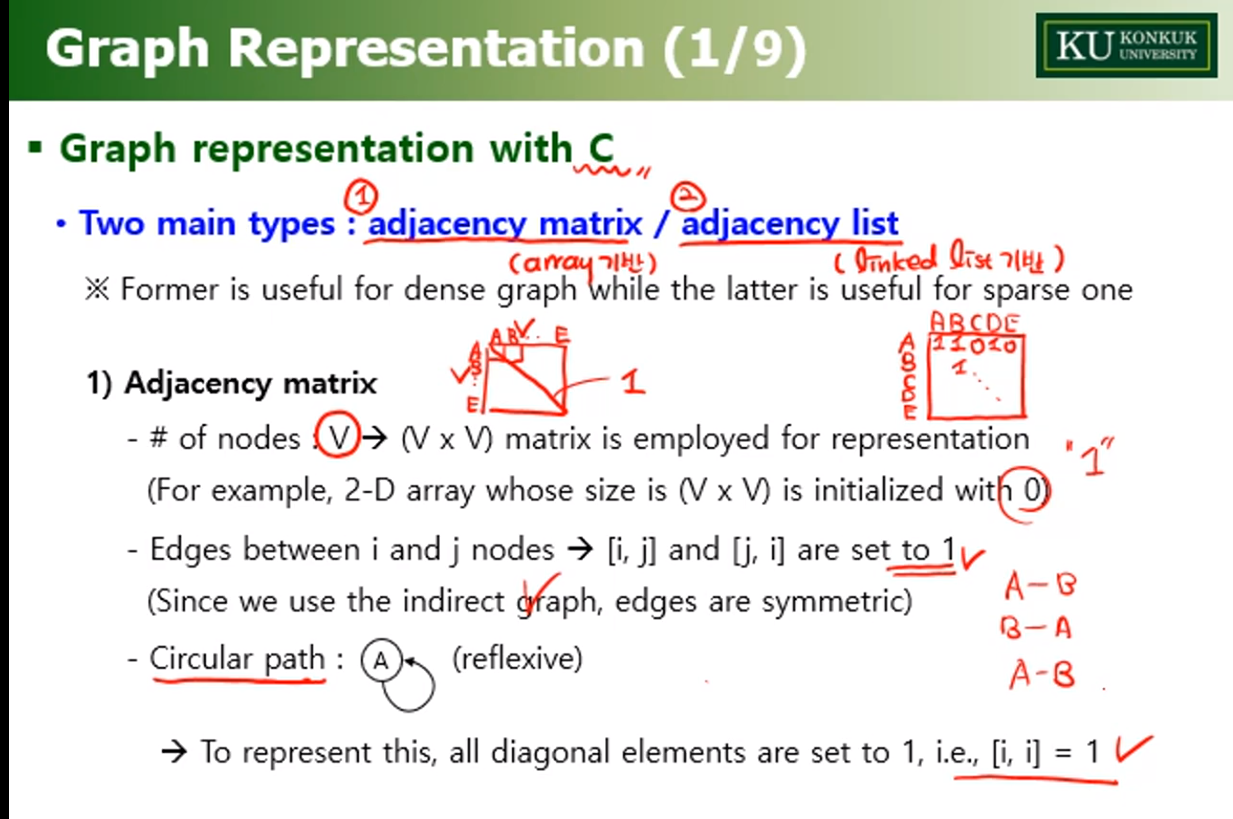 Graph Representation (1/9)
KU KONKUK UNIVERSITY
▪ Graph representation with C
① ②
• Two main types : adjacency matrix / adjacency list
(array 기반) (linked list 기반)
※ Former is useful for dense graph while the latter is useful for sparse one
A B E
A
B
E
1
ABCDE
A 11010
B 1
C
D
E
1) Adjacency matrix
- # of nodes : V → (V x V) matrix is employed for representation
"1"
(For example, 2-D array whose size is (V x V) is initialized with 0)
- Edges between i and j nodes → [i, j] and [j, i] are set to 1
A-B
(Since we use the indirect graph, edges are symmetric)
B-A
- Circular path : A (reflexive)
A-B
→ To represent this, all diagonal elements are set to 1, i.e., [i, i] = 1